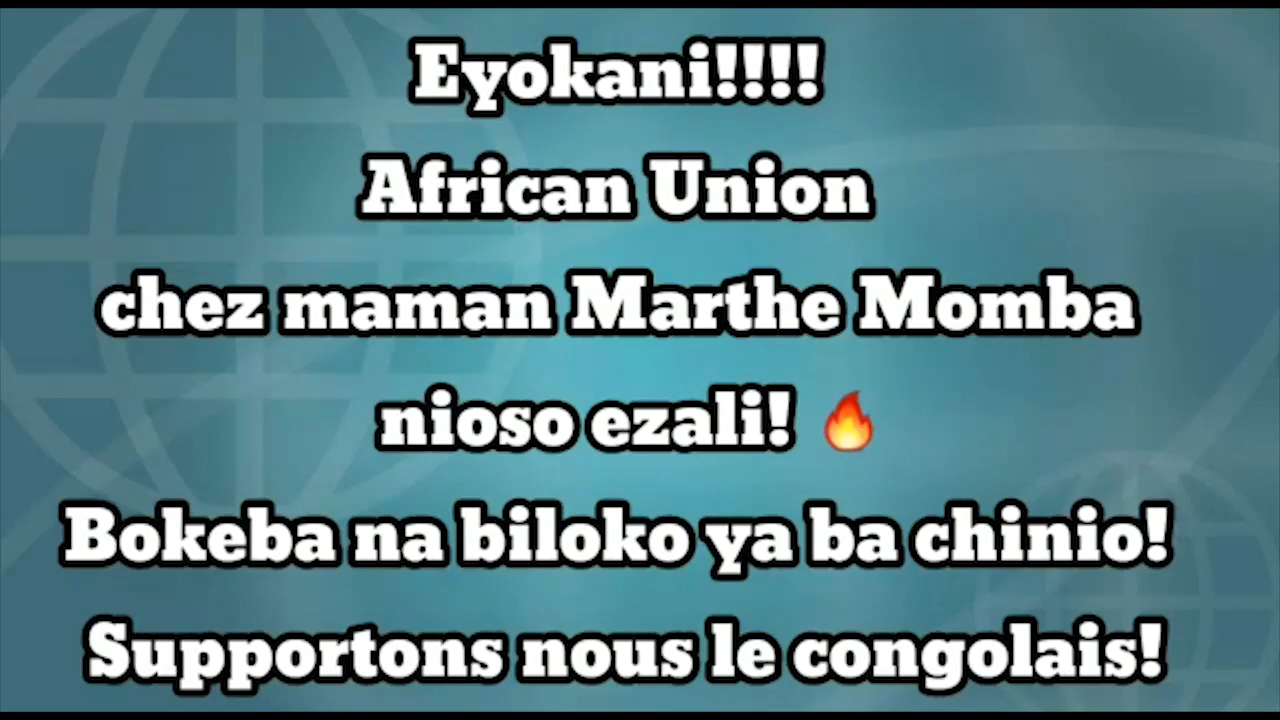 Eyokani!!!!
African Union
chez maman Marthe Momba
nioso ezali! 🔥
Bokeba na biloko ya ba chinio!
Supportons nous le congolais!